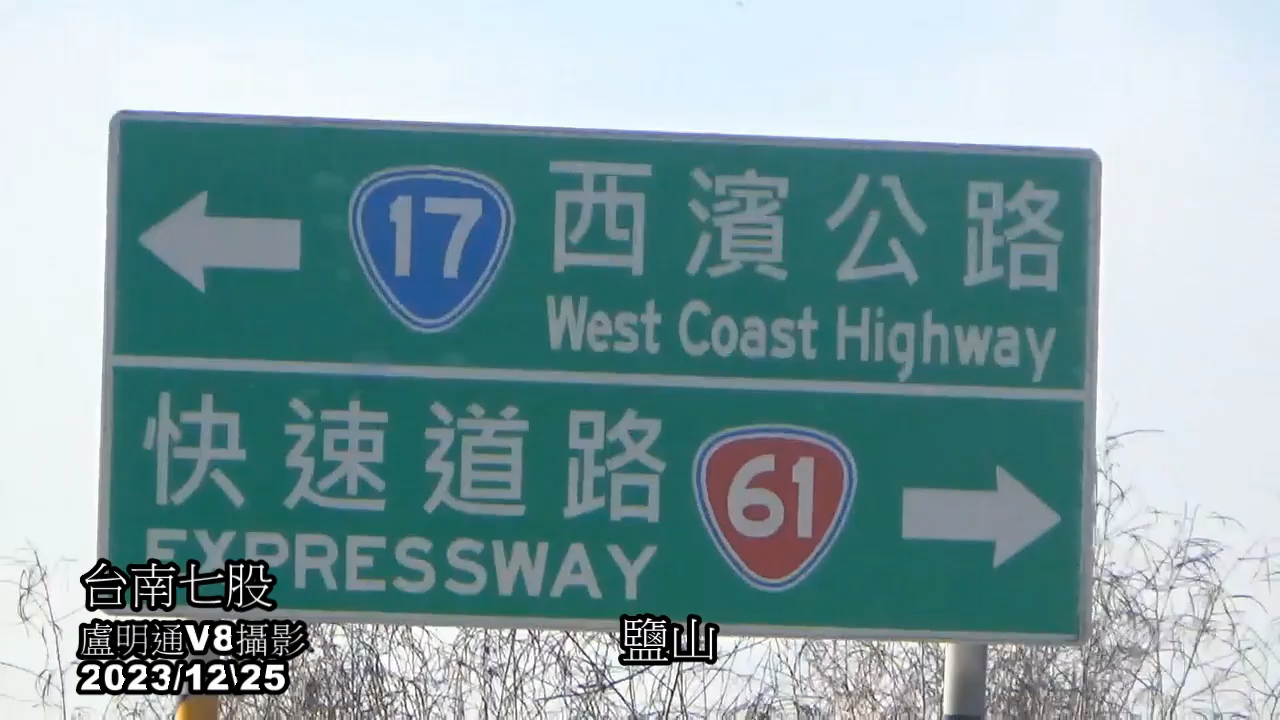 17 西濱公路
West Coast Highway
快速道路 61
EXPRESSWAY
台南七股
盧明通V8攝影
鹽山
2023/12\25